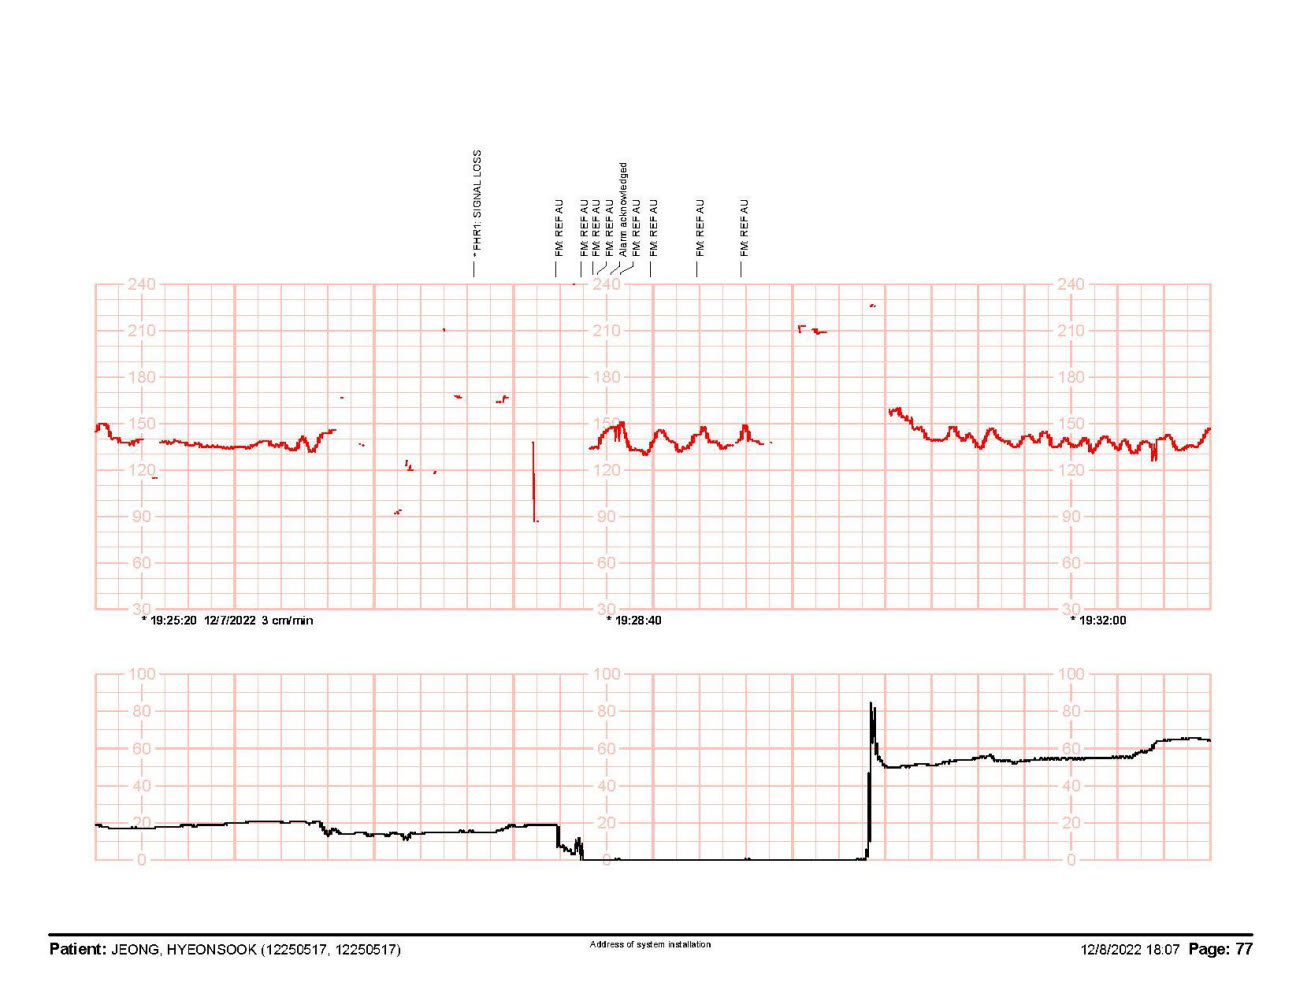 * FHR1: SIGNAL LOSS
FM: REF AU
FM: REF AU
FM: REF AU
FM: REF AU
Alarm acknowledged
FM: REF AU
FM: REF AU
FM: REF AU
FM: REF AU
240 240 240
210 210 210
180 180 180
150 150 150
120 120 120
90 90 90
60 60 60
30 30 30
* 19:25:20 12/7/2022 3 cm/min * 19:28:40 * 19:32:00
100 100 100
80 80 80
60 60 60
40 40 40
20 20 20
0 0 0
Patient: JEONG, HYEONSOOK (12250517, 12250517) Address of system installation 12/8/2022 18:07 Page: 77